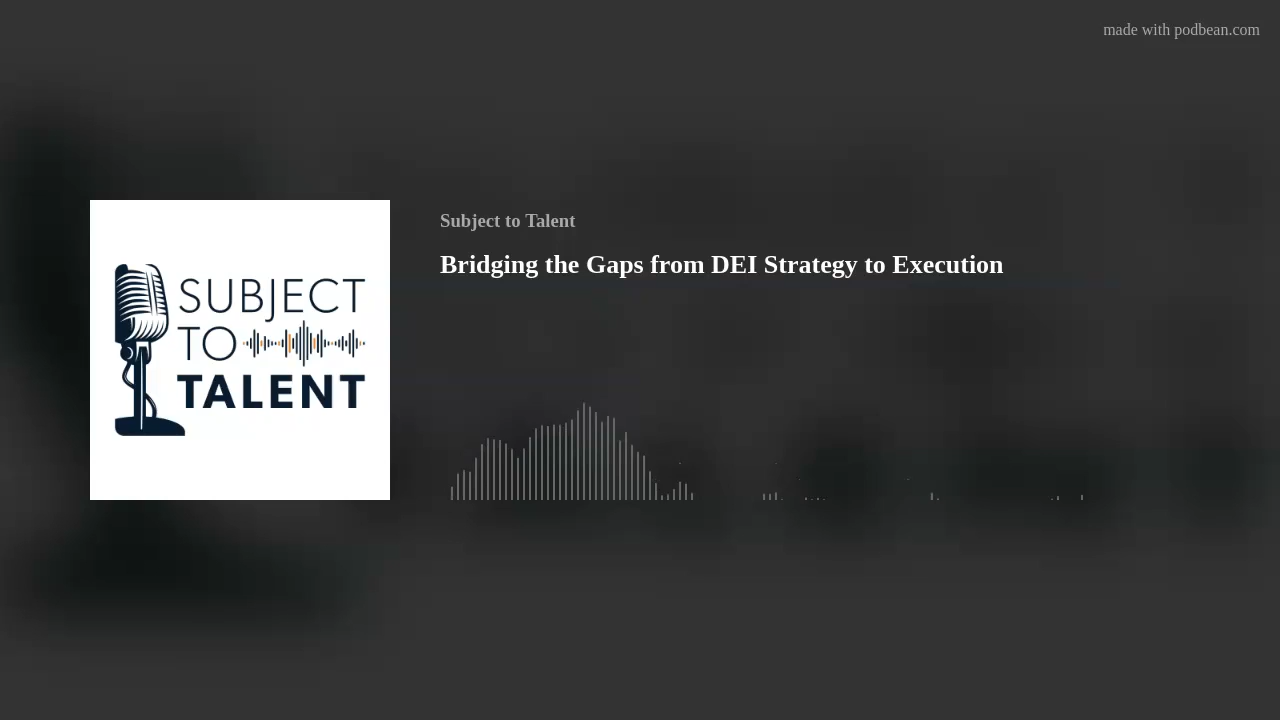 made with podbean.com
SUBJECT
TO
TALENT
Subject to Talent
Bridging the Gaps from DEI Strategy to Execution